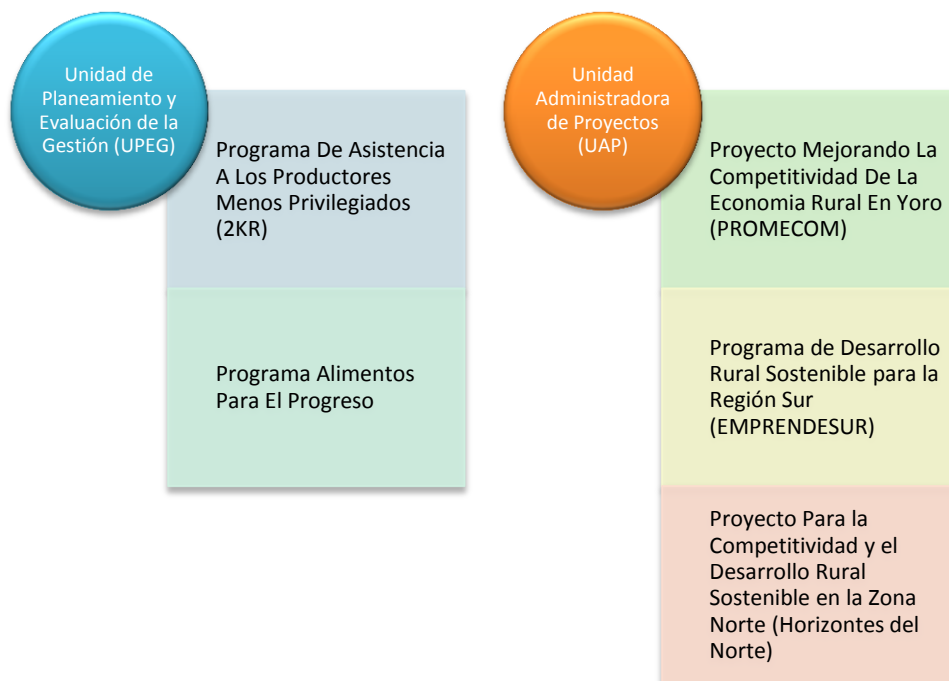 Unidad de
Planeamiento y
Evaluación de la
Gestión (UPEG)
Programa De Asistencia
A Los Productores
Menos Privilegiados
(2KR)
Programa Alimentos
Para El Progreso
Unidad
Administradora
de Proyectos
(UAP)
Proyecto Mejorando La
Competitividad De La
Economia Rural En Yoro
(PROMECOM)
Programa de Desarrollo
Rural Sostenible para la
Región Sur
(EMPRENDESUR)
Proyecto Para la
Competitividad y el
Desarrollo Rural
Sostenible en la Zona
Norte (Horizontes del
Norte)